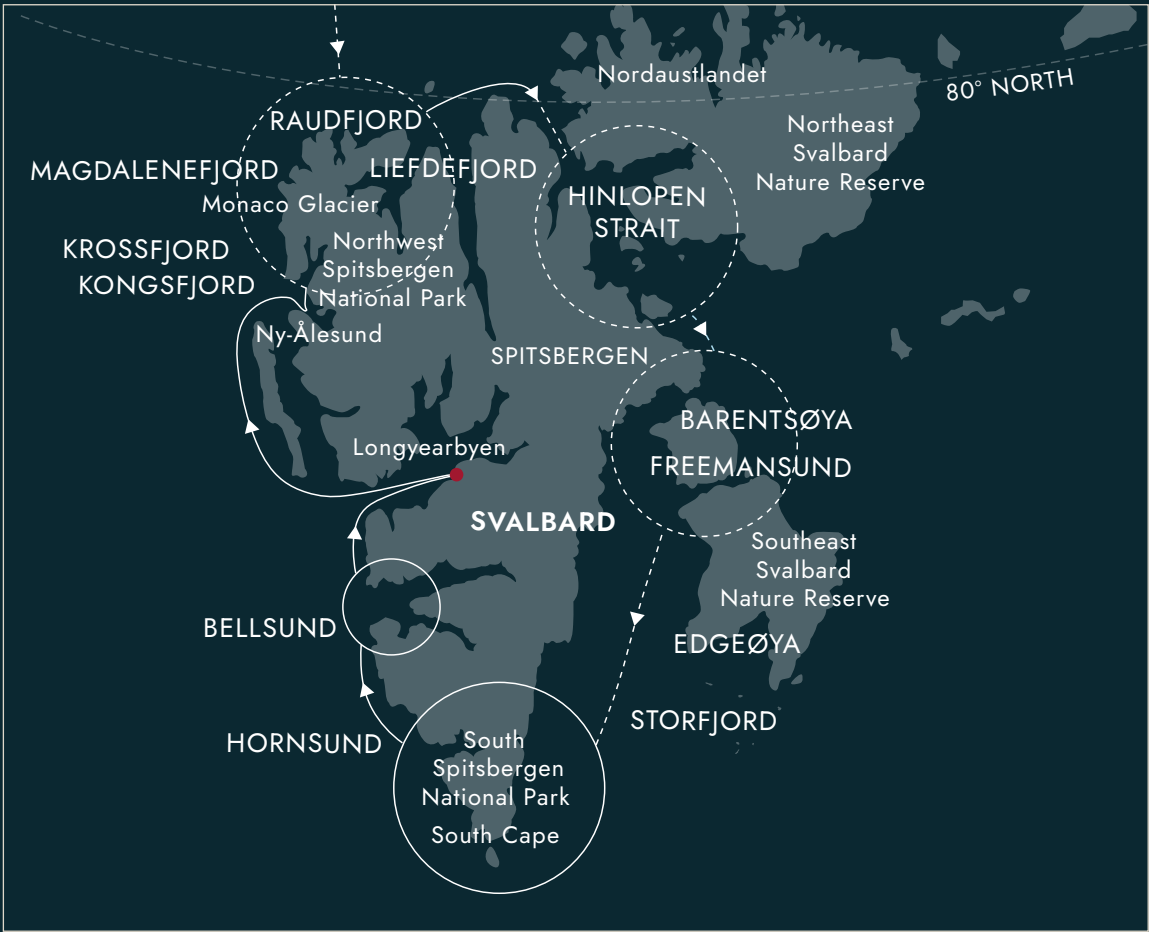 Nordaustlandet
80° NORTH
RAUDFJORD
Northeast
Svalbard
Nature Reserve
MAGDALENEFJORD
LIEFDEFJORD
Monaco Glacier
HINLOPEN
STRAIT
KROSSFJORD
KONGSFJORD
Northwest
Spitsbergen
National Park
Ny-Ålesund
SPITSBERGEN
BARENTSØYA
Longyearbyen
FREEMANSUND
SVALBARD
Southeast
Svalbard
Nature Reserve
BELLSUND
EDGEØYA
STORFJORD
HORNSUND
South
Spitsbergen
National Park
South Cape